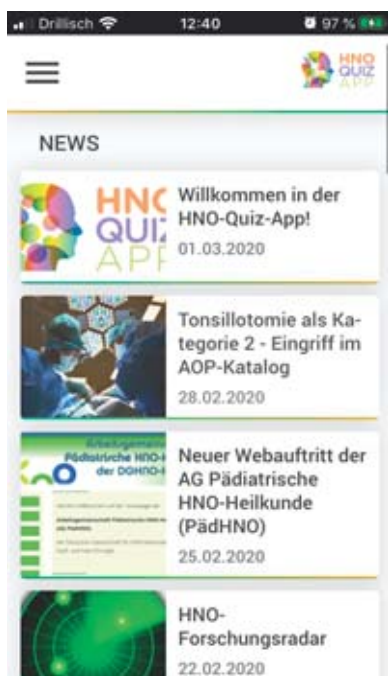 Drillisch 12:40 97 %
HNO
QUIZ
APP
NEWS
HNO
QUIZ
APP
Willkommen in der
HNO-Quiz-App!
01.03.2020
Tonsillotomie als Ka-
tegorie 2 - Eingriff im
AOP-Katalog
28.02.2020
Arbeitsgemein
Pädiatrische HNO-H
der DGHNO-
Neuer Webauftritt der
AG Pädiatrische
HNO-Heilkunde
(PädHNO)
25.02.2020
HNO-
Forschungsradar
22.02.2020